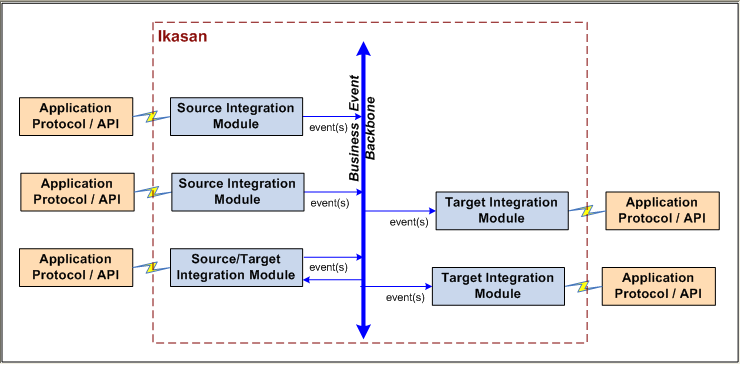 Ikasan
Business Event
Backbone
Application
Protocol / API
Source Integration
Module
event(s)
Application
Protocol / API
Source Integration
Module
event(s)
Target Integration
Module
event(s)
Application
Protocol / API
Application
Protocol / API
Source/Target
Integration Module
event(s)
Target Integration
Module
event(s)
Application
Protocol / API